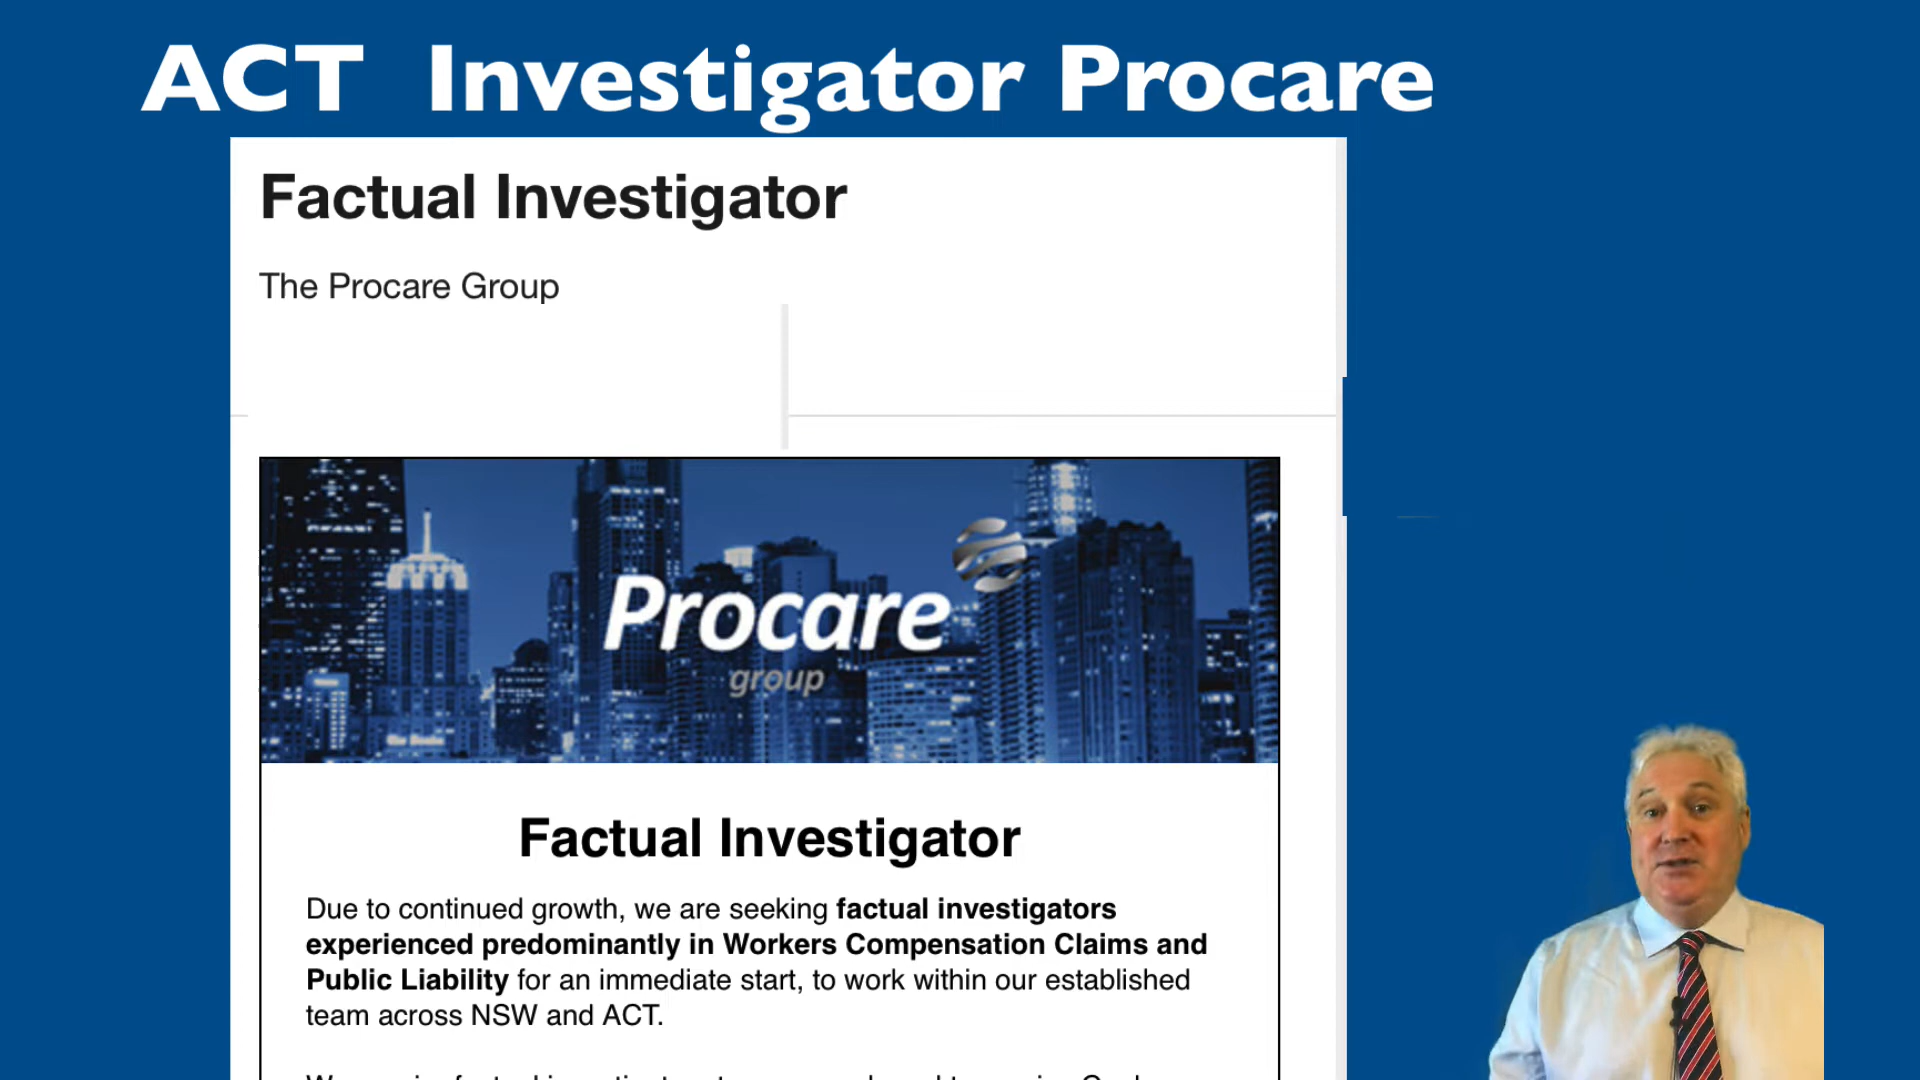 ACT Investigator Procare
Factual Investigator
The Procare Group
Procare
group
Factual Investigator
Due to continued growth, we are seeking factual investigators
experienced predominantly in Workers Compensation Claims and
Public Liability for an immediate start, to work within our established
team across NSW and ACT.